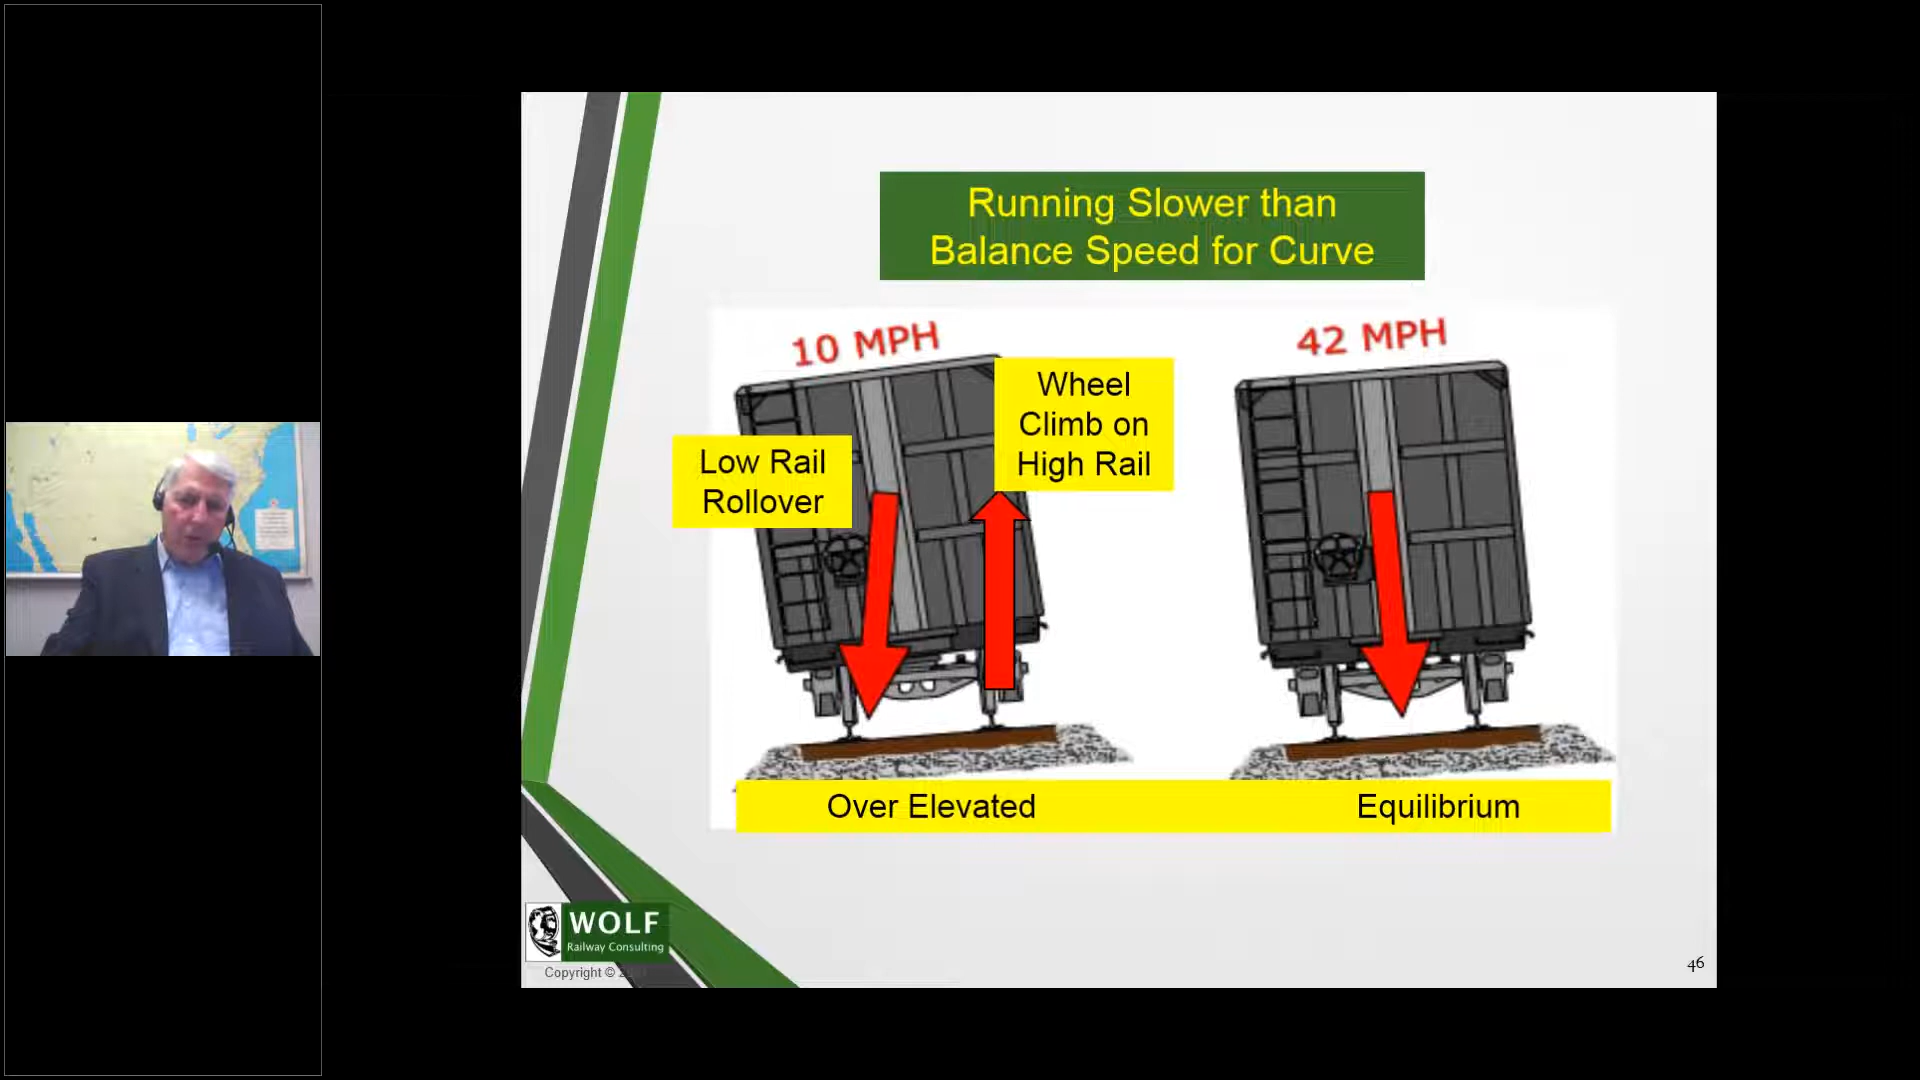 Running Slower than
Balance Speed for Curve
10 MPH
42 MPH
Wheel
Climb on
High Rail
Low Rail
Rollover
Over Elevated
Equilibrium
WOLF
Railway Consulting
Copyright ©
46